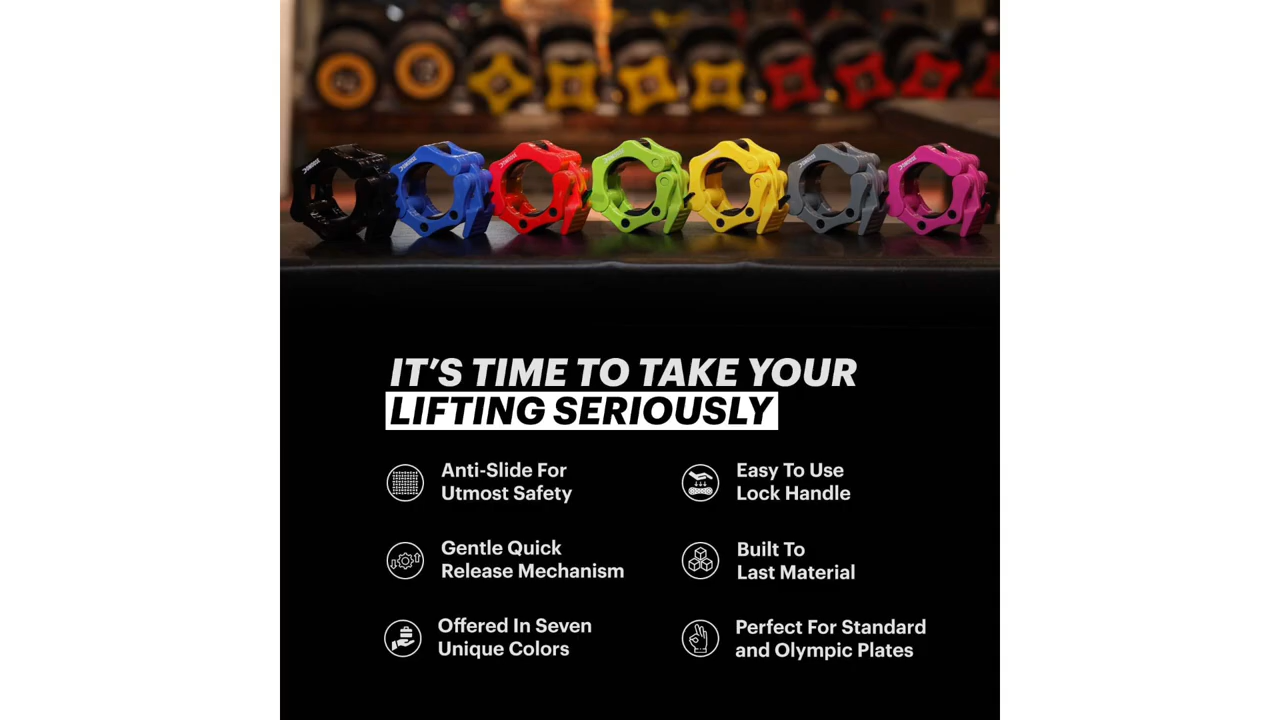 IT'S TIME TO TAKE YOUR
LIFTING SERIOUSLY
Anti-Slide For
Utmost Safety
Easy To Use
Lock Handle
Gentle Quick
Release Mechanism
Built To
Last Material
Offered In Seven
Unique Colors
Perfect For Standard
and Olympic Plates